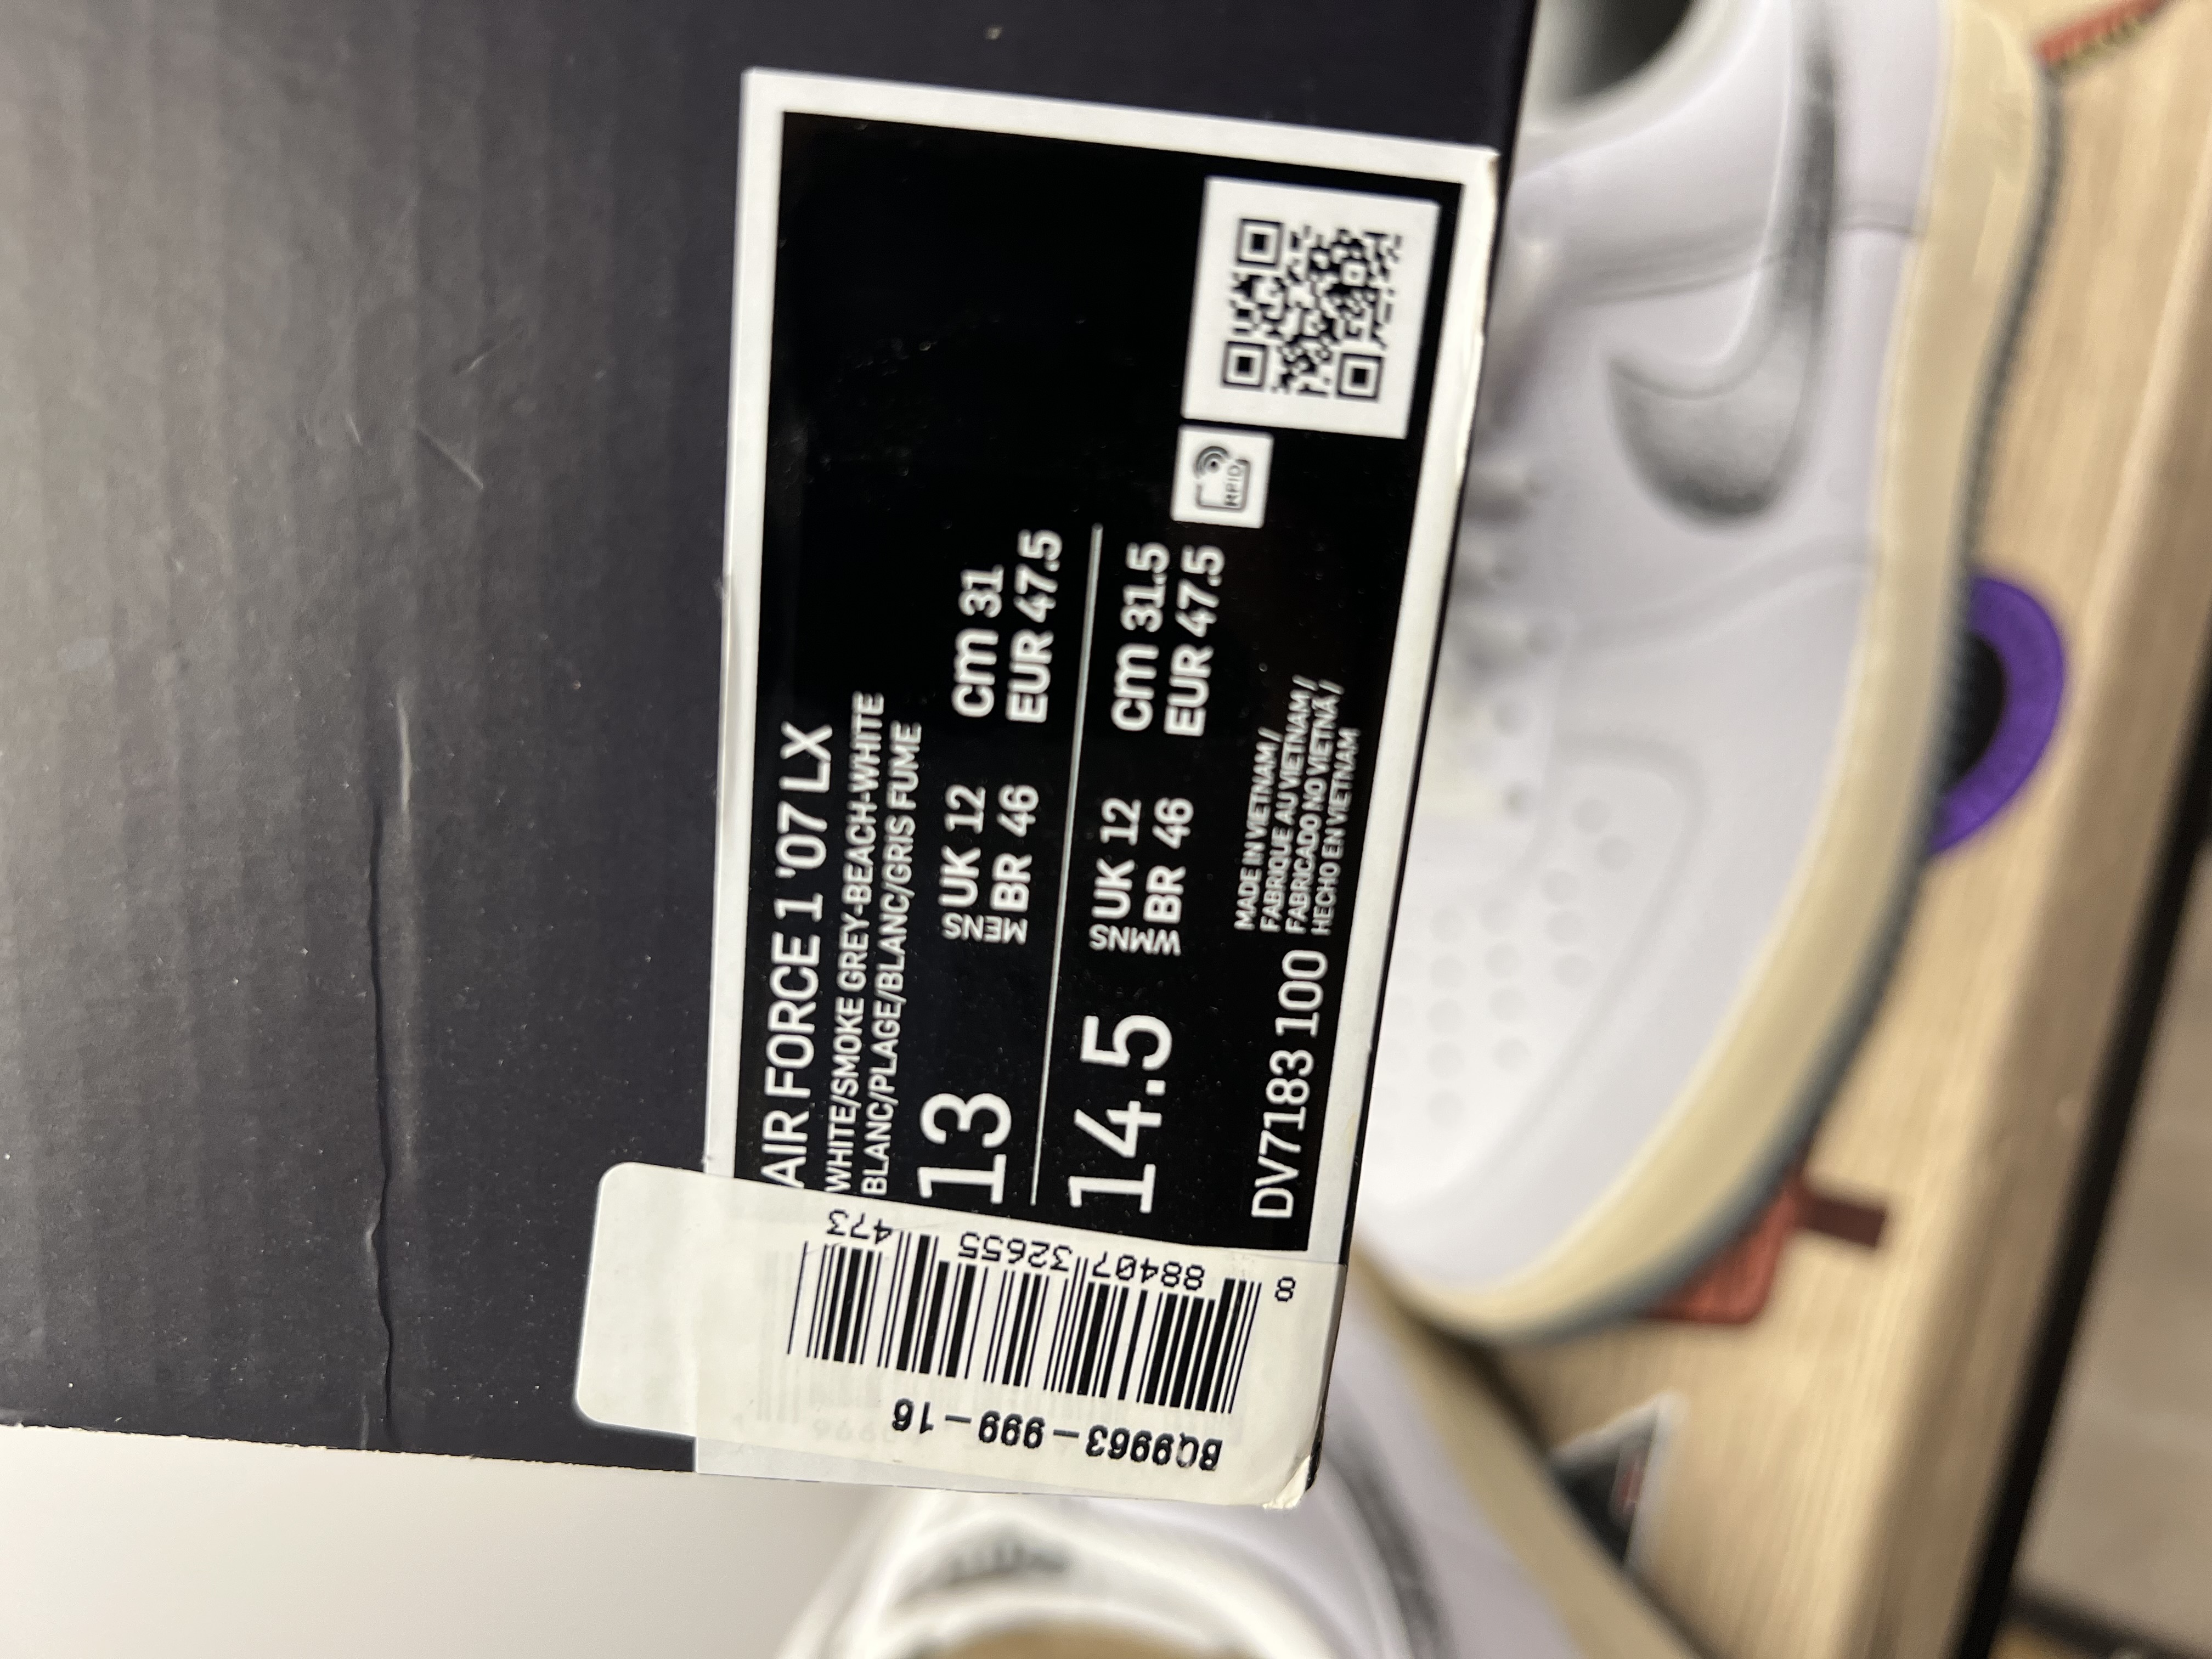 AIR FORCE 1 '07 LX
WHITE/SMOKE GREY-BEACH-WHITE
BLANC/PLAGE/BLANC/GRIS FUME
13
MENS
UK 12
BR 46
cm 31
EUR 47.5
14.5
WMNS
UK 12
BR 46
cm 31.5
EUR 47.5
DV7183 100
MADE IN VIETNAM /
FABRIQUE AU VIETNAM /
FABRICADO NO VIETNÃ /
HECHO EN VIETNAM
RFID
BQ9963-999-16
8 88407 32655 473